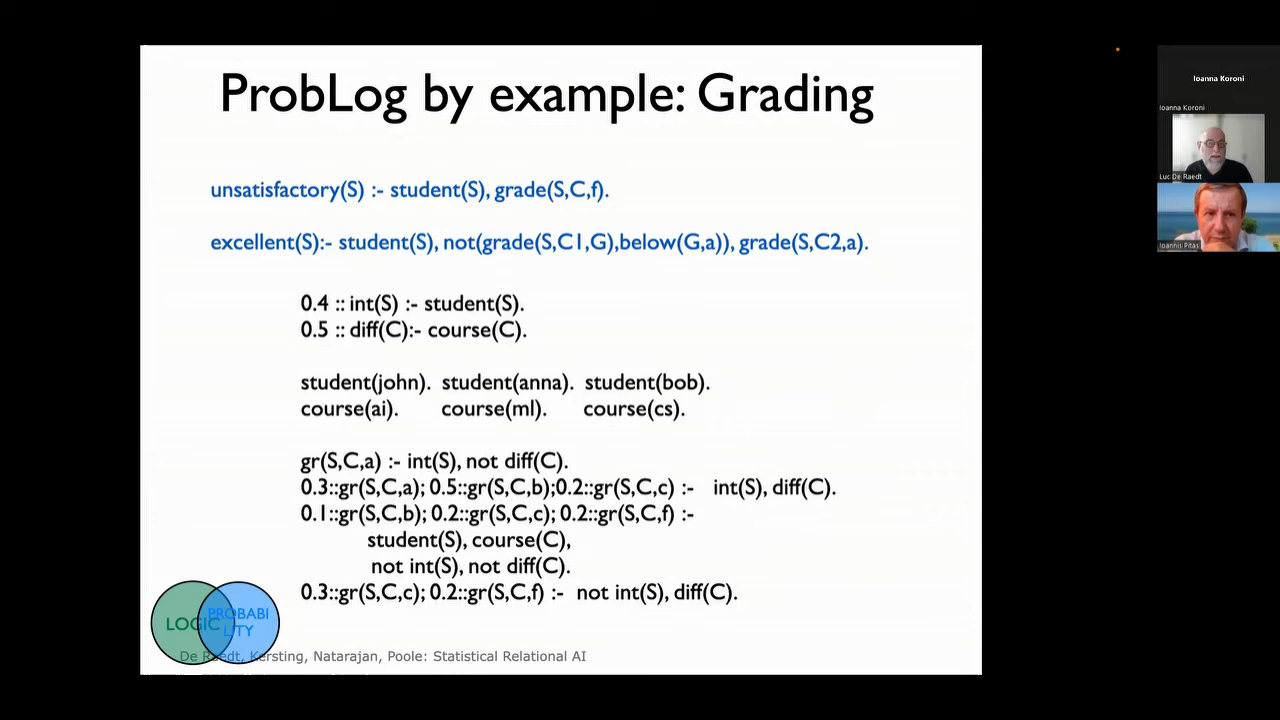 ProbLog by example: Grading
unsatisfactory(S) :- student(S), grade(S,C,f).
excellent(S):- student(S), not(grade(S,C1,G),below(G,a)), grade(S,C2,a).
0.4 :: int(S) :- student(S).
0.5 :: diff(C):- course(C).
student(john). student(anna). student(bob).
course(ai). course(ml). course(cs).
gr(S,C,a) :- int(S), not diff(C).
0.3::gr(S,C,a); 0.5::gr(S,C,b);0.2::gr(S,C,c) :- int(S), diff(C).
0.1::gr(S,C,b); 0.2::gr(S,C,c); 0.2::gr(S,C,f) :-
student(S), course(C),
not int(S), not diff(C).
0.3::gr(S,C,c); 0.2::gr(S,C,f) :- not int(S), diff(C).
LOGIC
PROBABI
LITY
De Raedt, Kersting, Natarajan, Poole: Statistical Relational AI
Ioanna Koroni
Ioanna Koroni
Luc De Raedt
Ioannis Pitas